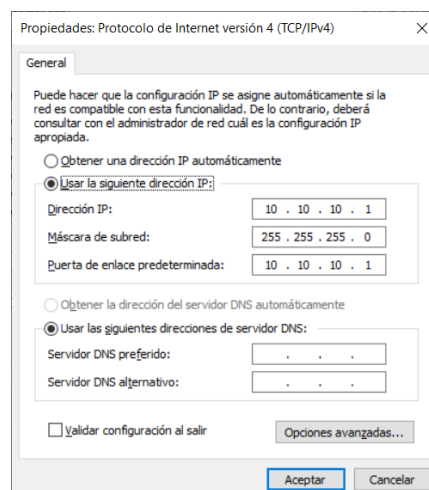 Propiedades: Protocolo de Internet versión 4 (TCP/IPv4)
General
Puede hacer que la configuración IP se asigne automáticamente si la
red es compatible con esta funcionalidad. De lo contrario, deberá
consultar con el administrador de red cuál es la configuración IP
apropiada.
Obtener una dirección IP automáticamente
Usar la siguiente dirección IP:
Dirección IP: 10 . 10 . 10 . 1
Máscara de subred: 255 . 255 . 255 . 0
Puerta de enlace predeterminada: 10 . 10 . 10 . 1
Obtener la dirección del servidor DNS automáticamente
Usar las siguientes direcciones de servidor DNS:
Servidor DNS preferido: . . .
Servidor DNS alternativo: . . .
Validar configuración al salir
Opciones avanzadas...
Aceptar Cancelar